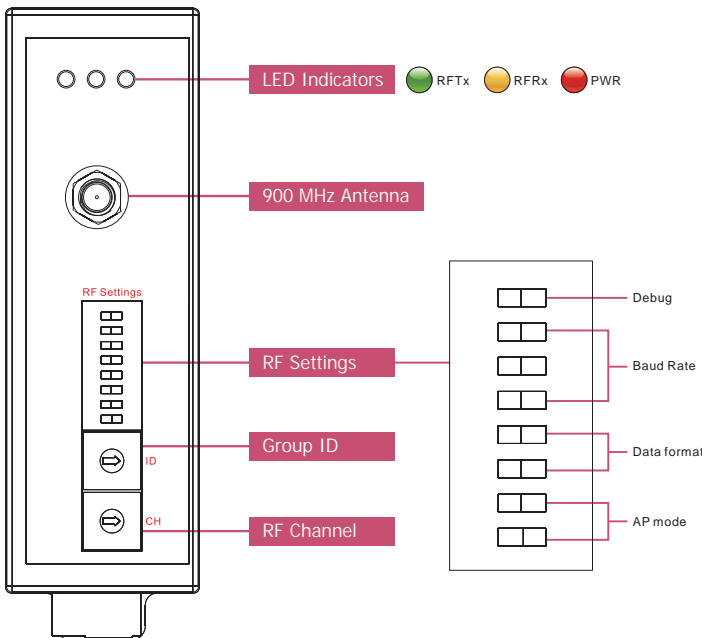 LED Indicators
RFTx
RFRx
PWR
900 MHz Antenna
RF Settings
RF Settings
Group ID
ID
RF Channel
CH
Debug
Baud Rate
Data format
AP mode